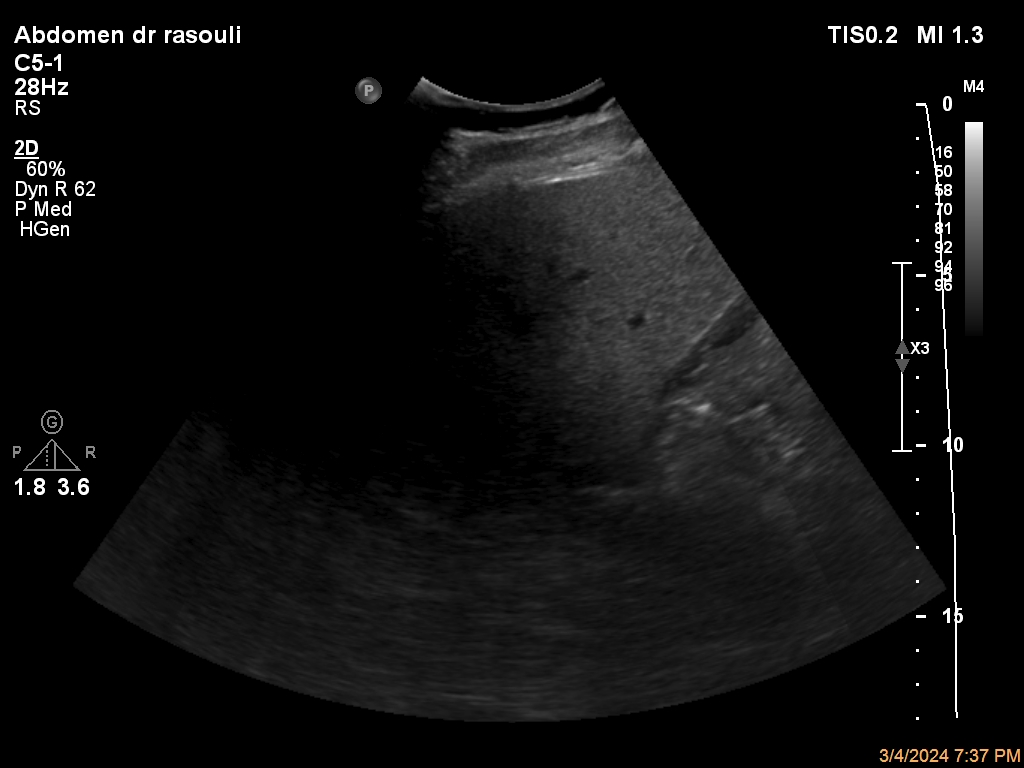 Abdomen dr rasouli
TIS0.2 MI 1.3
C5-1
28Hz
RS
P
M4
2D
60%
Dyn R 62
P Med
HGen
0
16
50
58
70
81
92
94
5
96
X3
10
15
G
P R
1.8 3.6
3/4/2024 7:37 PM